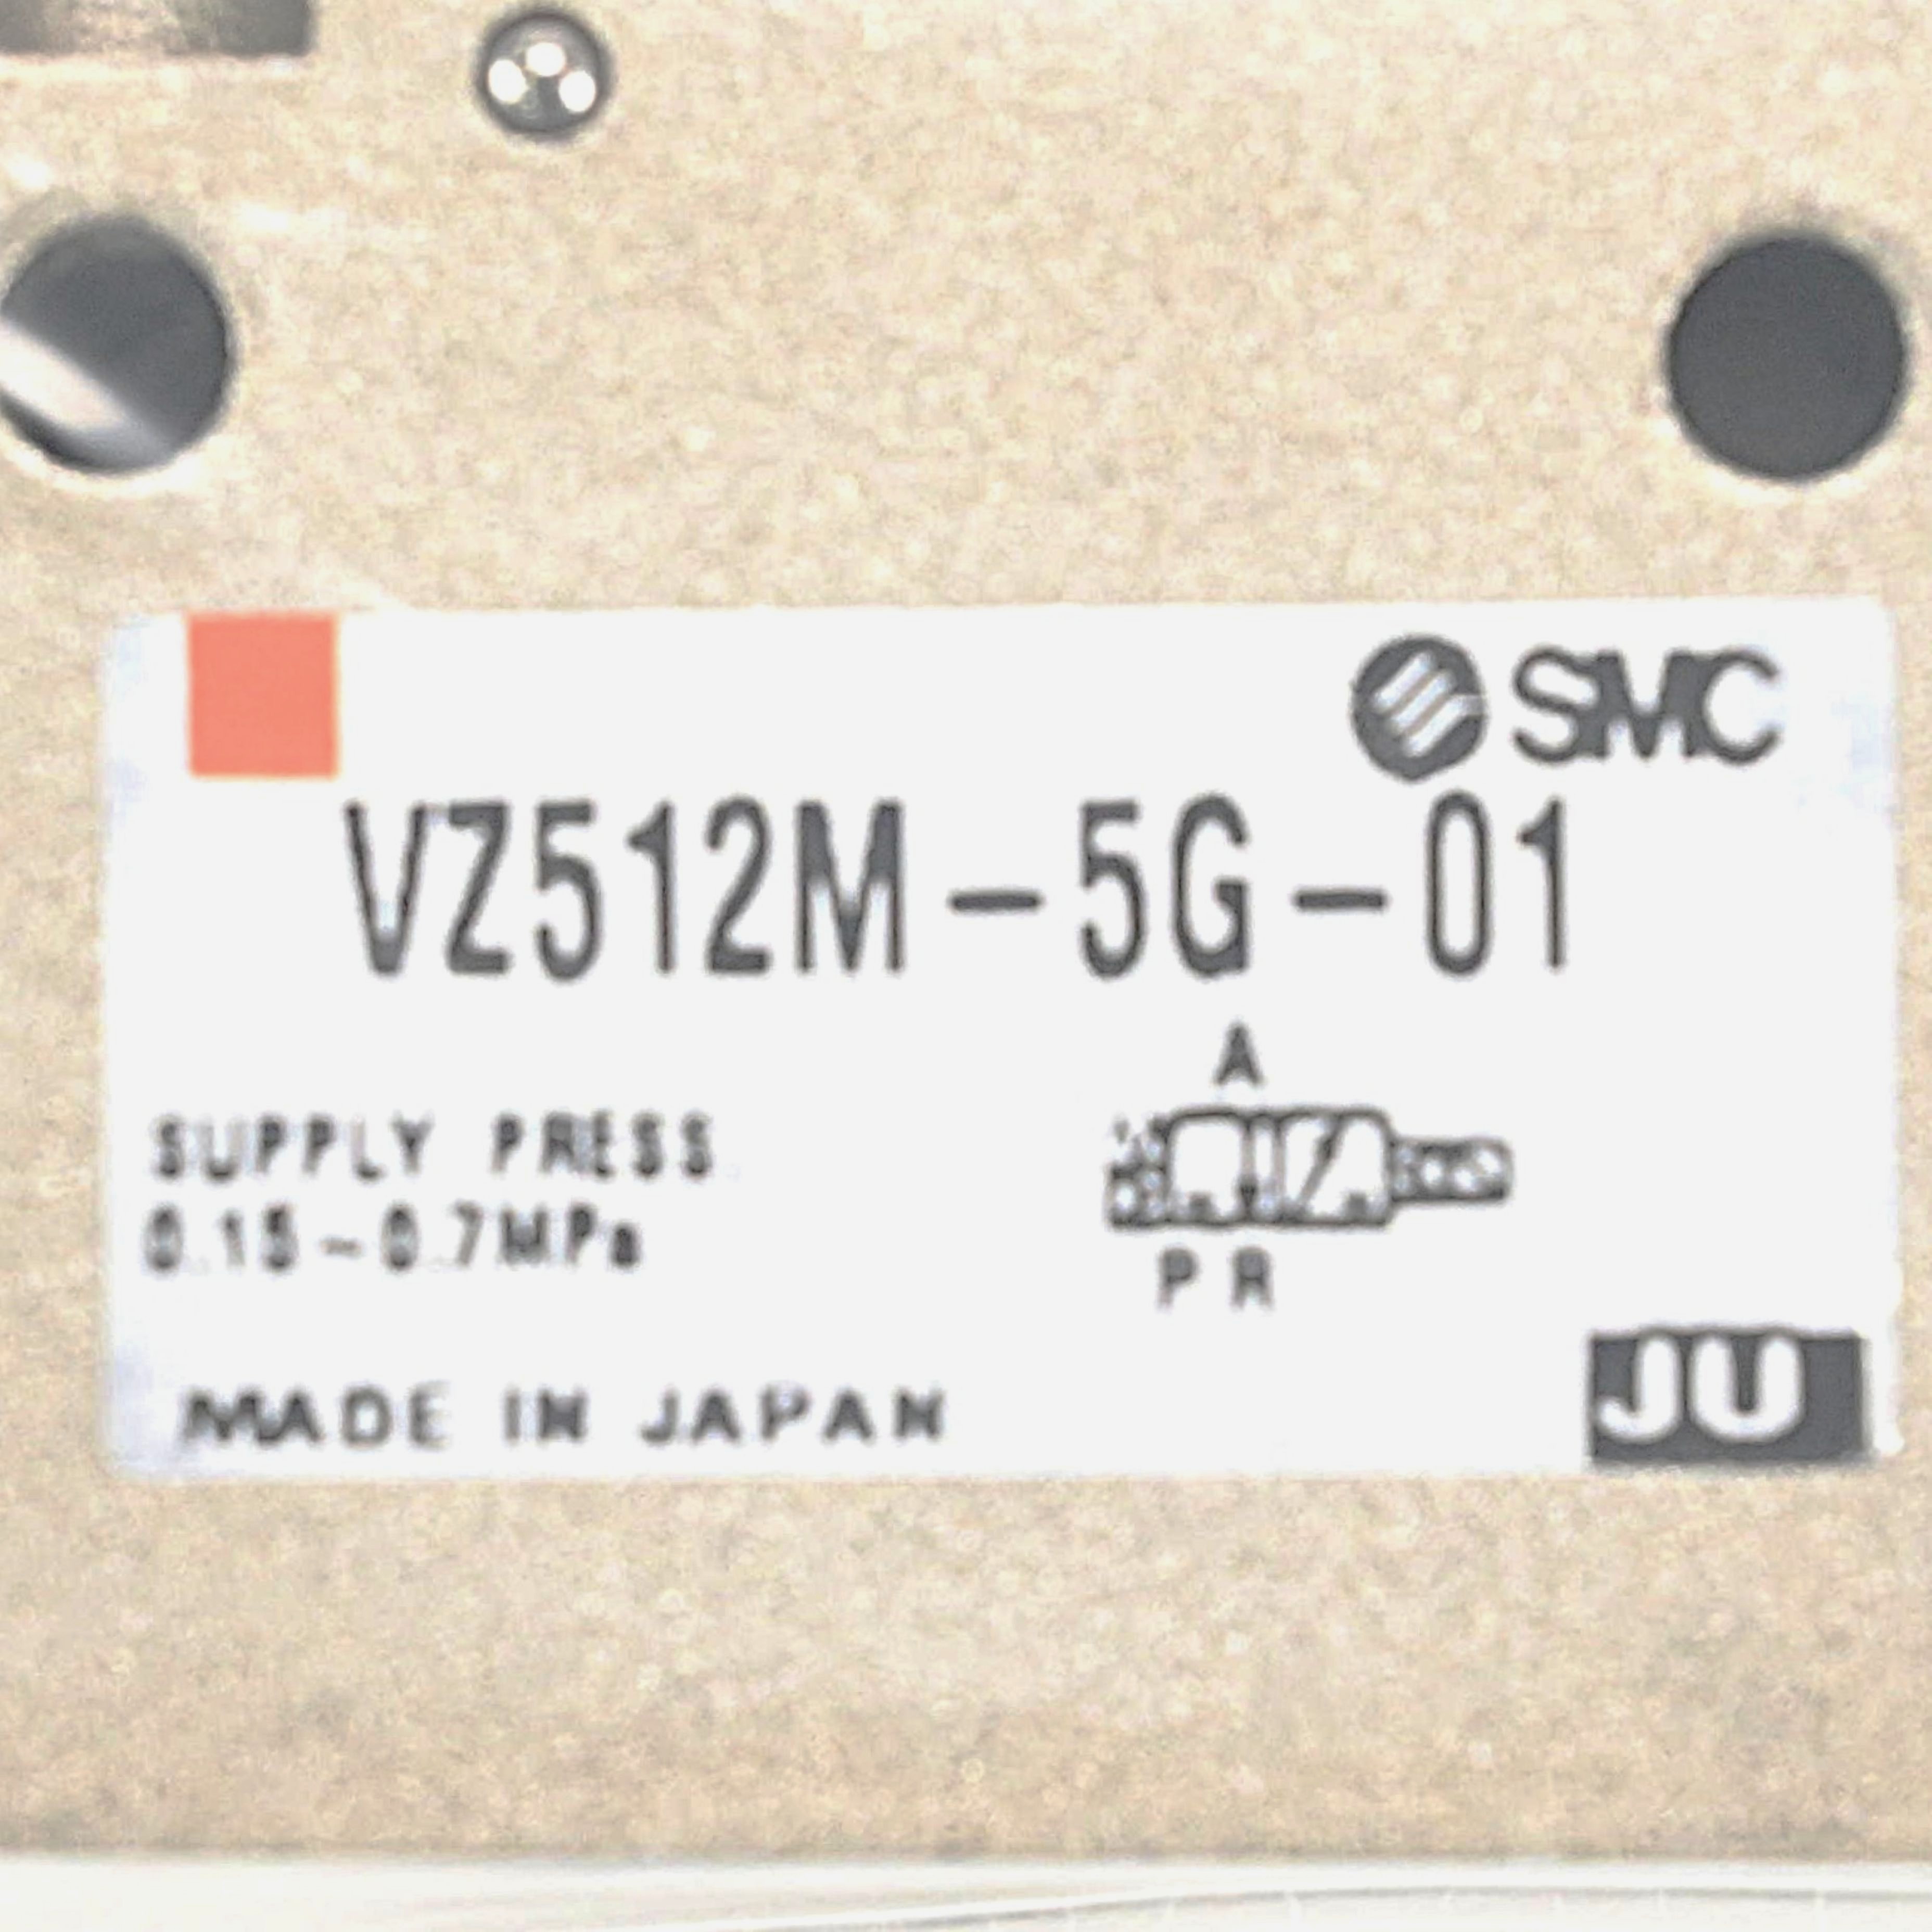 SMC
VZ512M-5G-01
A
SUPPLY PRESS
0.15~0.7MPa
P R
MADE IN JAPAN
JU